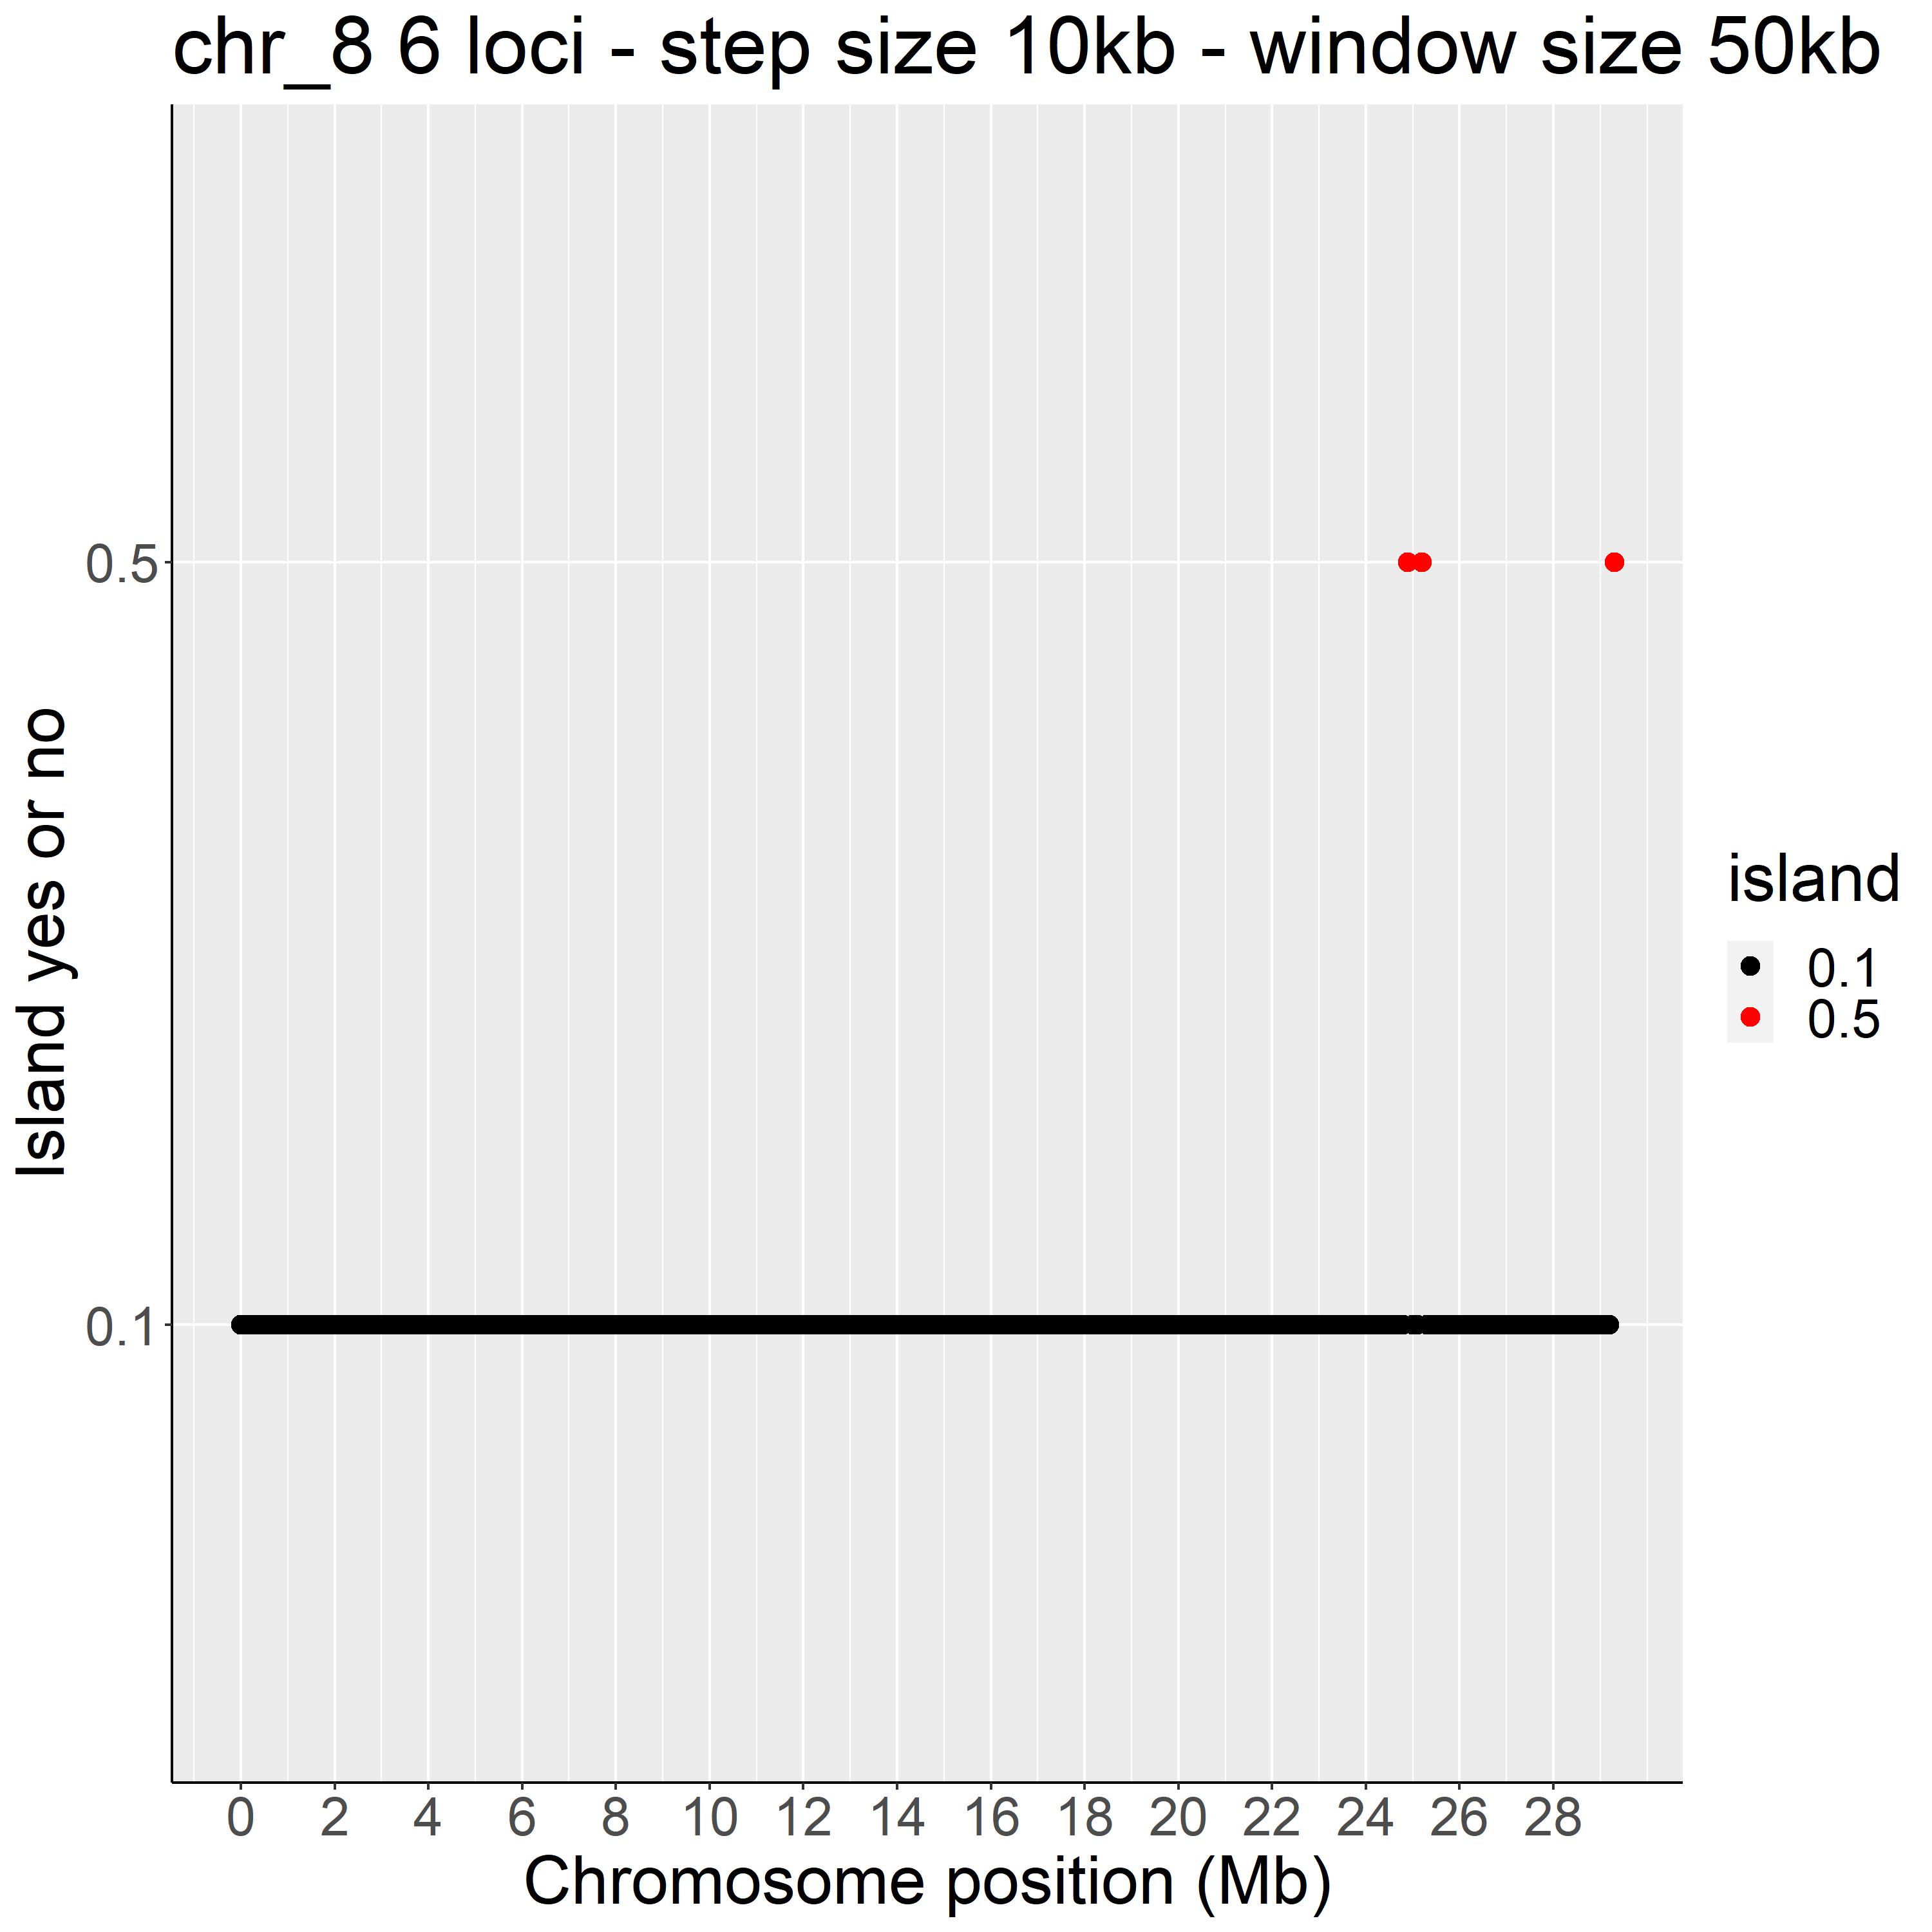 chr_8 6 loci - step size 10kb - window size 50kb
Island yes or no
0.5
0.1
0 2 4 6 8 10 12 14 16 18 20 22 24 26 28
Chromosome position (Mb)
island
0.1
0.5